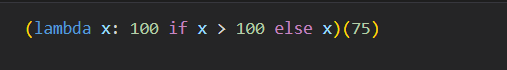 (lambda x: 100 if x > 100 else x)(75)